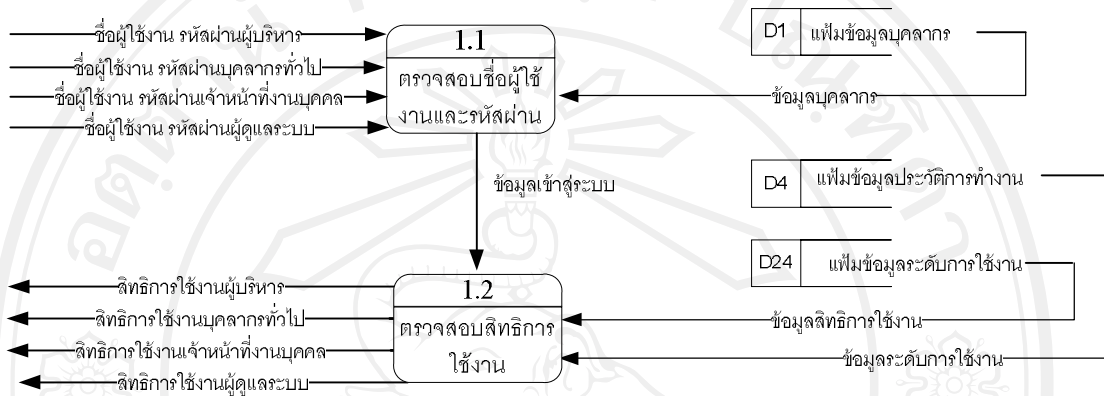 ชื่อผู้ใช้งาน รหัสผ่านผู้บริหาร
ชื่อผู้ใช้งาน รหัสผ่านบุคลากรทั่วไป
ชื่อผู้ใช้งาน รหัสผ่านเจ้าหน้าที่งานบุคคล
ชื่อผู้ใช้งาน รหัสผ่านผู้ดูแลระบบ
1.1
ตรวจสอบชื่อผู้ใช้
งานและรหัสผ่าน
D1 แฟ้มข้อมูลบุคลากร
ข้อมูลบุคลากร
ข้อมูลเข้าสู่ระบบ
D4 แฟ้มข้อมูลประวัติการทำงาน
D24 แฟ้มข้อมูลระดับการใช้งาน
สิทธิการใช้งานผู้บริหาร
สิทธิการใช้งานบุคลากรทั่วไป
สิทธิการใช้งานเจ้าหน้าที่งานบุคคล
สิทธิการใช้งานผู้ดูแลระบบ
1.2
ตรวจสอบสิทธิการ
ใช้งาน
ข้อมูลสิทธิการใช้งาน
ข้อมูลระดับการใช้งาน